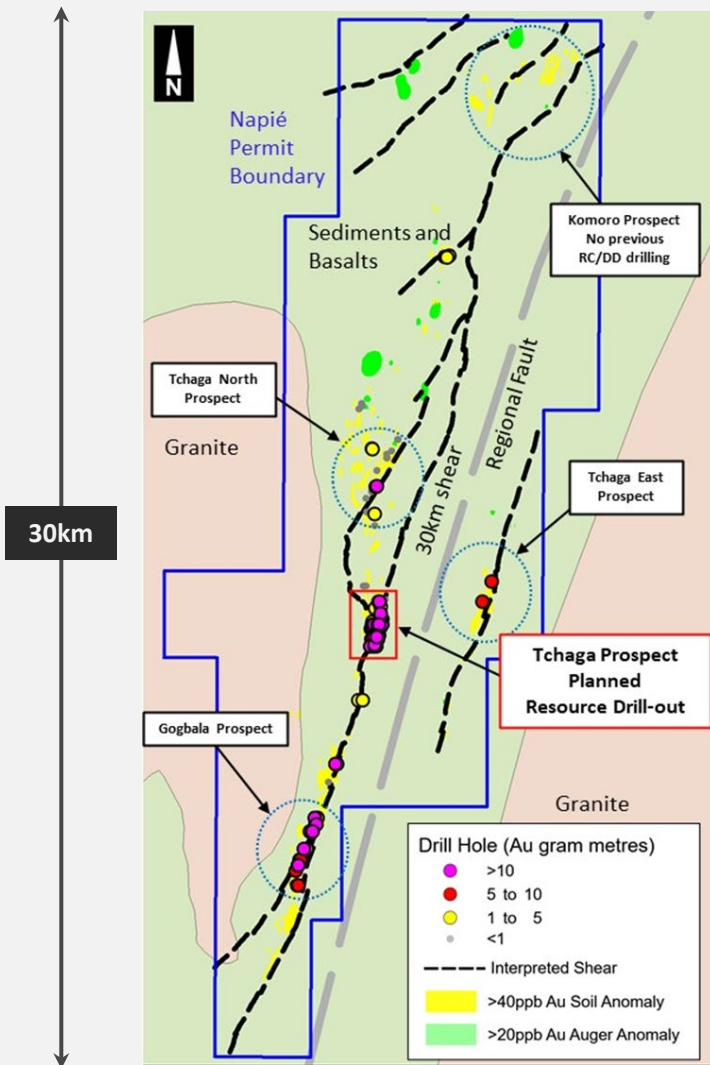 N
Napié
Permit
Boundary
Komoro Prospect
No previous
RC/DD drilling
Sediments and
Basalts
Regional Fault
Tchaga North
Prospect
Granite
30km shear
Tchaga East
Prospect
30km
Tchaga Prospect
Planned
Resource Drill-out
Gogbala Prospect
Granite
Drill Hole (Au gram metres)
>10
5 to 10
1 to 5
<1
Interpreted Shear
>40ppb Au Soil Anomaly
>20ppb Au Auger Anomaly